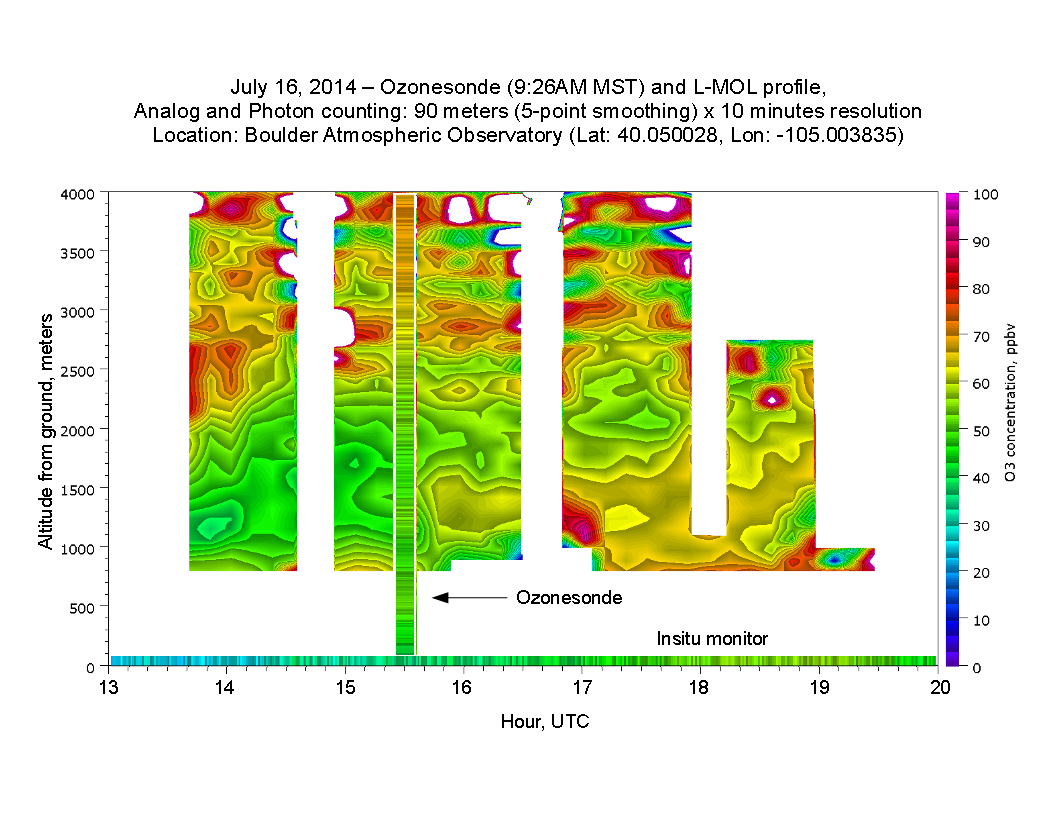 July 16, 2014 – Ozonesonde (9:26AM MST) and L-MOL profile,
Analog and Photon counting: 90 meters (5-point smoothing) x 10 minutes resolution
Location: Boulder Atmospheric Observatory (Lat: 40.050028, Lon: -105.003835)
4000
3500
3000
2500
2000
1500
1000
500
0
Altitude from ground, meters
Ozonesonde
Insitu monitor
13 14 15 16 17 18 19 20
Hour, UTC
100
90
80
70
60
50
40
30
20
10
0
O3 concentration, ppbv